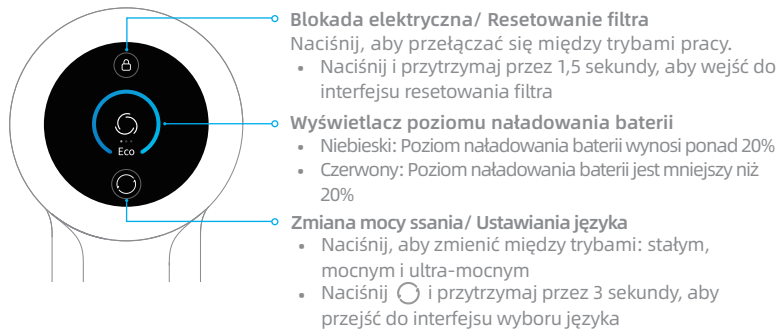 Blokada elektryczna/ Resetowanie filtra
Naciśnij, aby przełączać się między trybami pracy.
• Naciśnij i przytrzymaj przez 1,5 sekundy, aby wejść do
interfejsu resetowania filtra
Eco
Wyświetlacz poziomu naładowania baterii
• Niebieski: Poziom naładowania baterii wynosi ponad 20%
• Czerwony: Poziom naładowania baterii jest mniejszy niż
20%
Zmiana mocy ssania/ Ustawiania języka
• Naciśnij, aby zmienić między trybami: stałym,
mocnym i ultra-mocnym
• Naciśnij i przytrzymaj przez 3 sekundy, aby
przejść do interfejsu wyboru języka